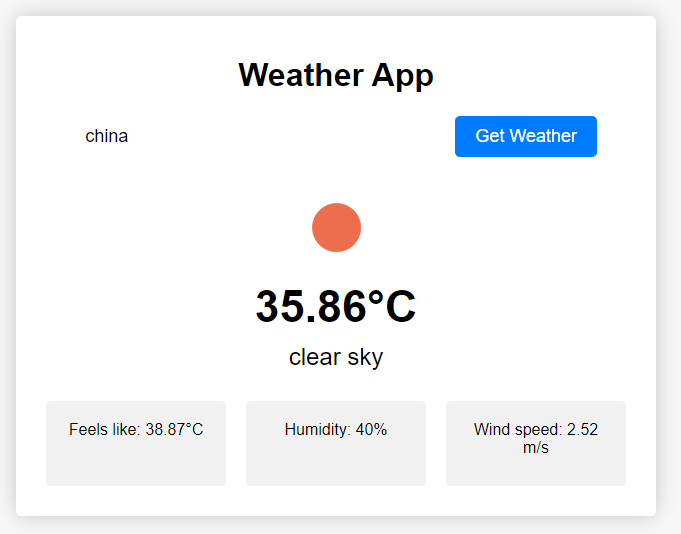 Weather App
china
Get Weather
35.86°C
clear sky
Feels like: 38.87°C
Humidity: 40%
Wind speed: 2.52
m/s